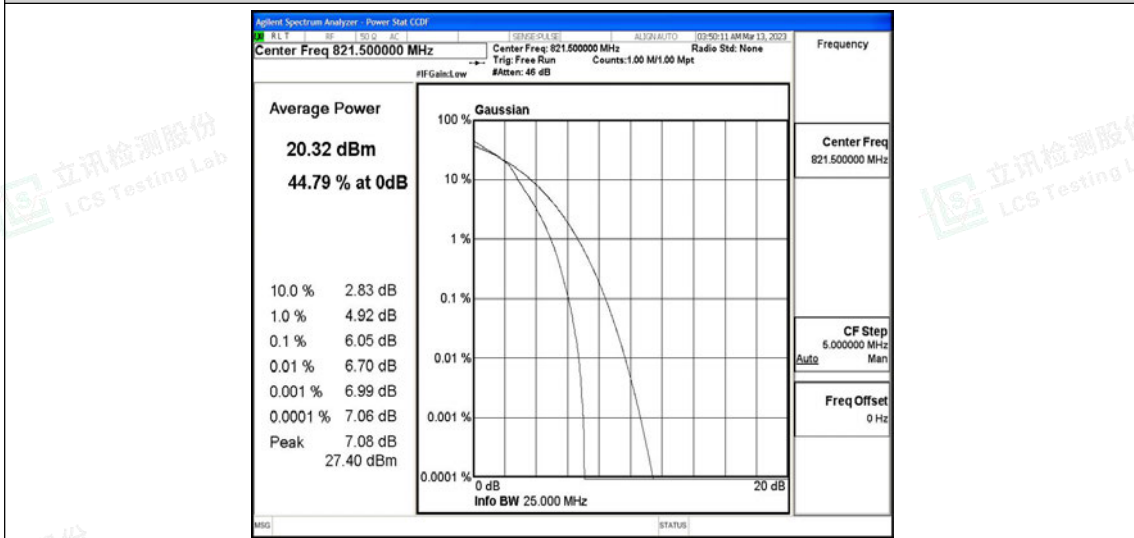 Agilent Spectrum Analyzer - Power Stat CCDF
RLT RF 50 Ω AC SENSE:PULSE ALIGN AUTO 03:50:11 AM Mar 13, 2023
Center Freq 821.500000 MHz
Center Freq: 821.500000 MHz Radio Std: None
Trig: Free Run Counts:1.00 M/1.00 Mpt
#IFGain:Low #Atten: 46 dB
Frequency
Average Power
20.32 dBm
44.79 % at 0dB
10.0 % 2.83 dB
1.0 % 4.92 dB
0.1 % 6.05 dB
0.01 % 6.70 dB
0.001 % 6.99 dB
0.0001 % 7.06 dB
Peak 7.08 dB
27.40 dBm
Gaussian
100 %
10 %
1 %
0.1 %
0.01 %
0.001 %
0.0001 %
0 dB 20 dB
Info BW 25.000 MHz
Center Freq
821.500000 MHz
CF Step
5.000000 MHz
Auto Man
Freq Offset
0 Hz
MSG STATUS
立讯检测股份
LCS Testing Lab
立讯检测股份
LCS Testing L